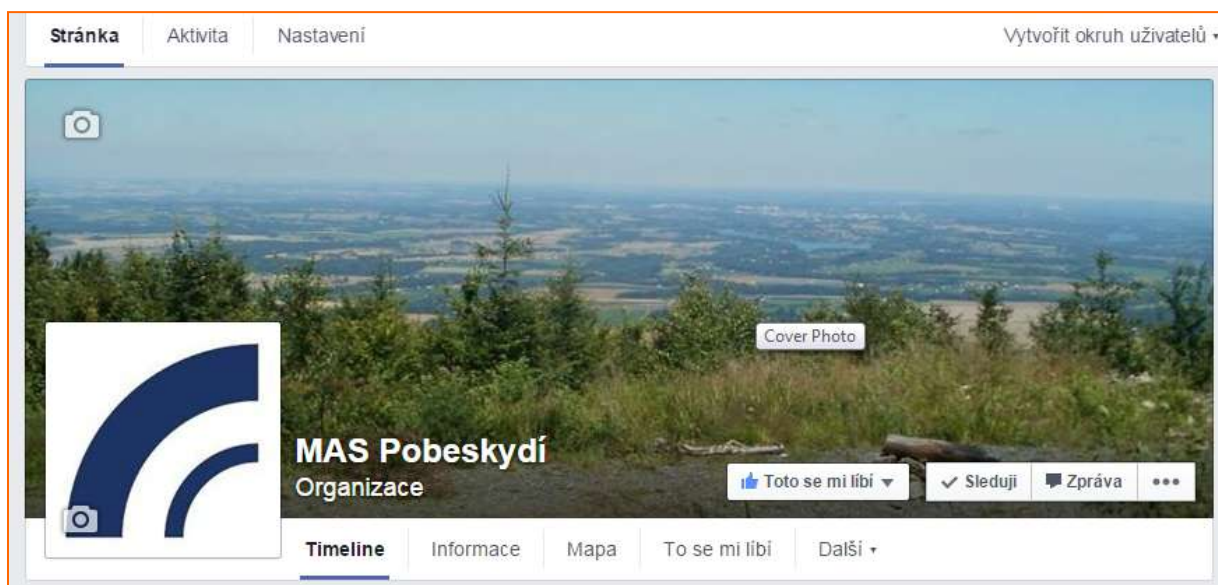 Stránka Aktivita Nastavení Vytvořit okruh uživatelů
Cover Photo
MAS Pobeskydí
Organizace
Toto se mi líbí Sleduji Zpráva •••
Timeline Informace Mapa To se mi líbí Další